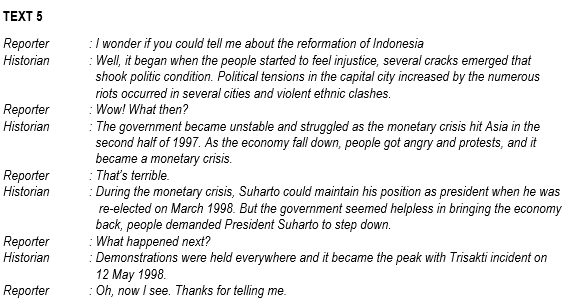 TEXT 5
Reporter : I wonder if you could tell me about the reformation of Indonesia
Historian : Well, it began when the people started to feel injustice, several cracks emerged that
shook politic condition. Political tensions in the capital city increased by the numerous
riots occurred in several cities and violent ethnic clashes.
Reporter : Wow! What then?
Historian : The government became unstable and struggled as the monetary crisis hit Asia in the
second half of 1997. As the economy fall down, people got angry and protests, and it
became a monetary crisis.
Reporter : That's terrible.
Historian : During the monetary crisis, Suharto could maintain his position as president when he was
re-elected on March 1998. But the government seemed helpless in bringing the economy
back, people demanded President Suharto to step down.
Reporter : What happened next?
Historian : Demonstrations were held everywhere and it became the peak with Trisakti incident on
12 May 1998.
Reporter : Oh, now I see. Thanks for telling me.